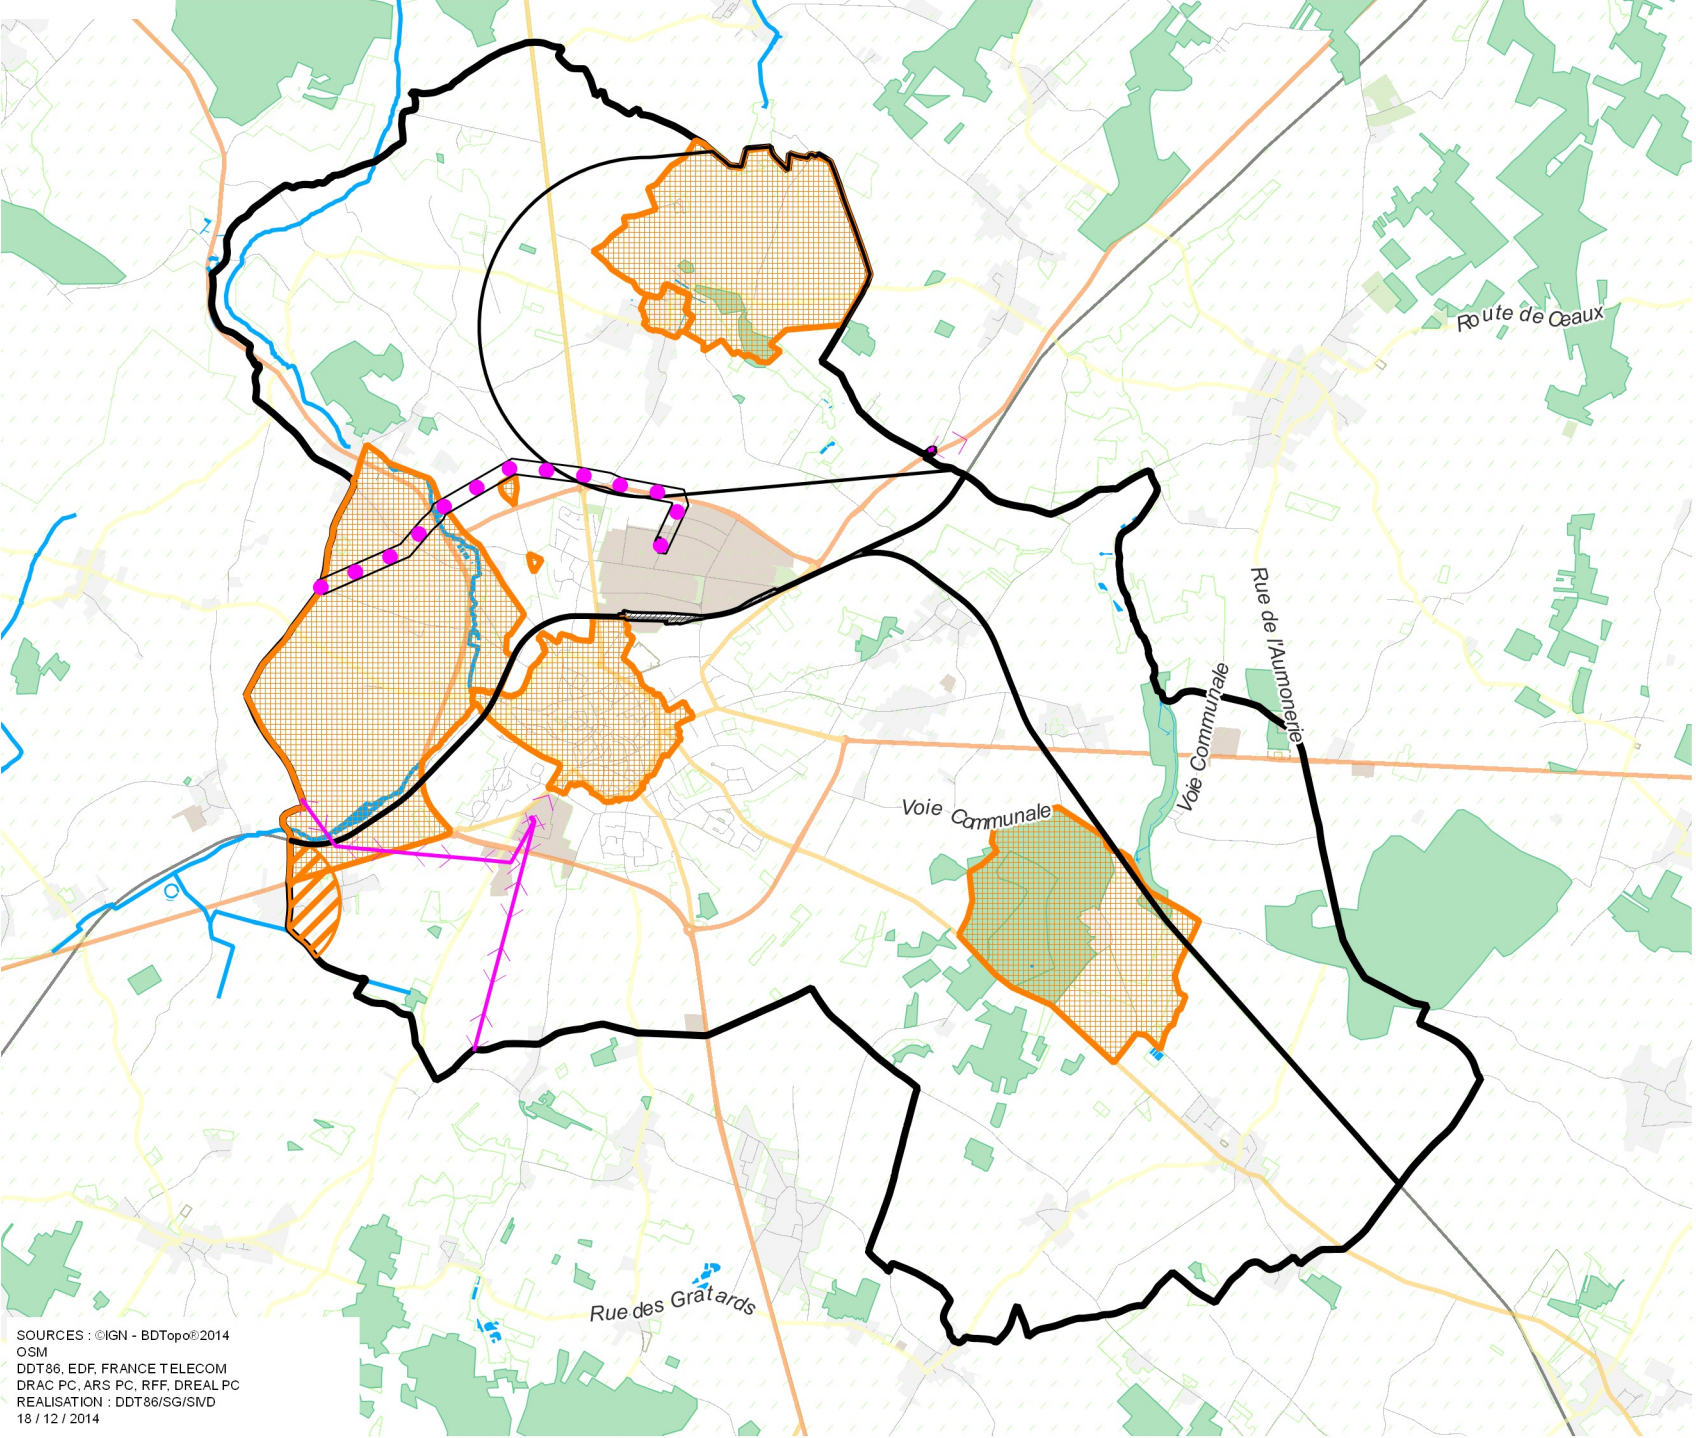 Route de Ceaux
Rue de l'Aumonerie
Voie Communale
Voie Communale
Rue des Gratards
SOURCES : ©IGN - BDTopo®2014
OSM
DDT86, EDF, FRANCE TELECOM
DRAC PC, ARS PC, RFF, DREAL PC
REALISATION : DDT86/SG/SIVD
18 / 12 / 2014